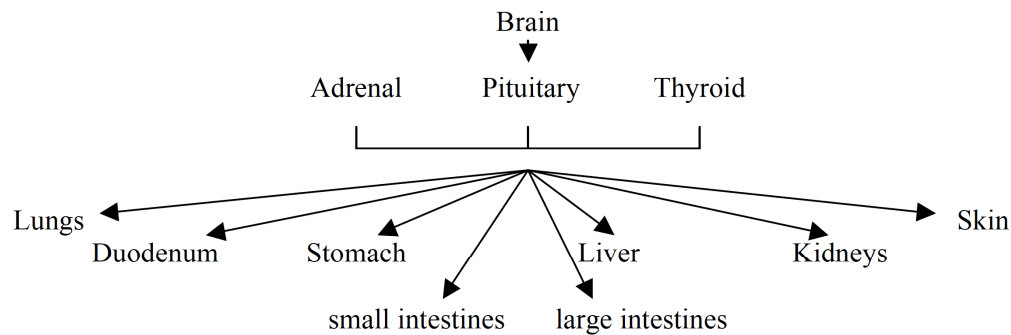 Brain
Adrenal Pituitary Thyroid
Lungs Skin
Duodenum Stomach Liver Kidneys
small intestines large intestines